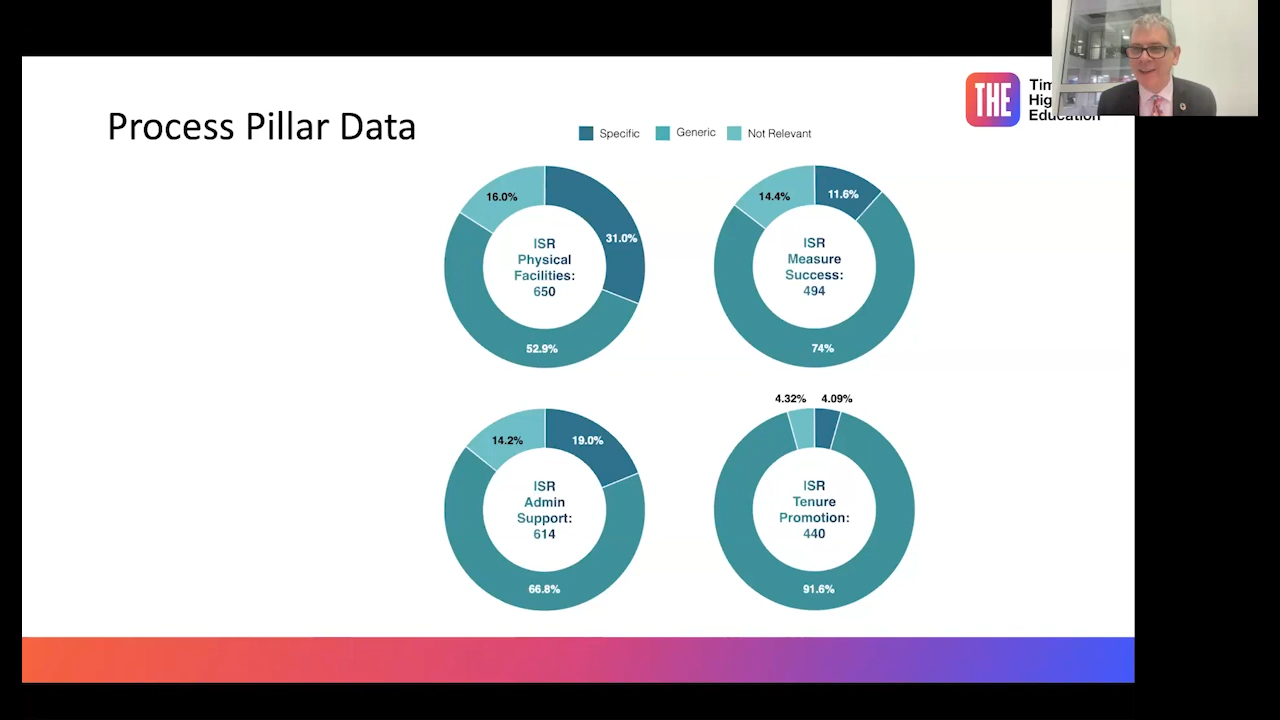 Process Pillar Data
THE
Education
Specific
Generic
Not Relevant
16.0%
31.0%
ISR
Physical
Facilities:
650
52.9%
14.4%
11.6%
ISR
Measure
Success:
494
74%
14.2%
19.0%
ISR
Admin
Support:
614
66.8%
4.32%
4.09%
ISR
Tenure
Promotion:
440
91.6%